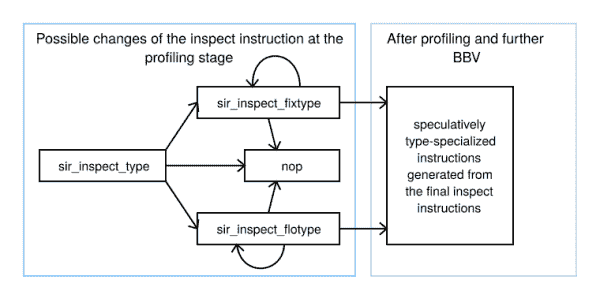 Possible changes of the inspect instruction at the
profiling stage
After profiling and further
BBV
sir_inspect_fixtype
sir_inspect_type
nop
sir_inspect_flotype
speculatively
type-specialized
instructions
generated from
the final inspect
instructions